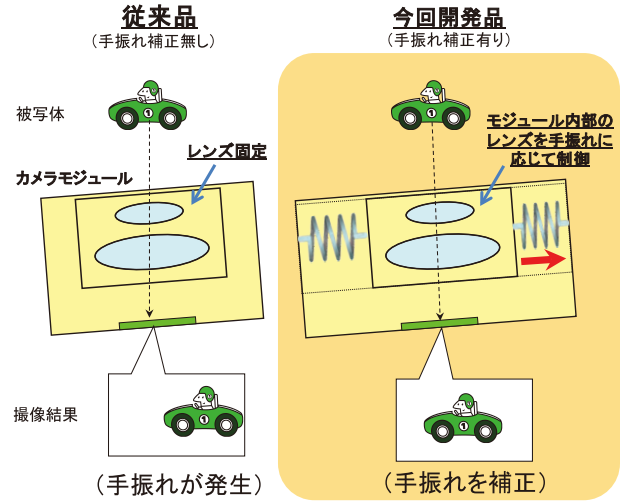 従来品
(手振れ補正無し)
被写体
レンズ固定
カメラモジュール
撮像結果
(手振れが発生)
今回開発品
(手振れ補正有り)
モジュール内部の
レンズを手振れに
応じて制御
(手振れを補正)
1
1
1
1